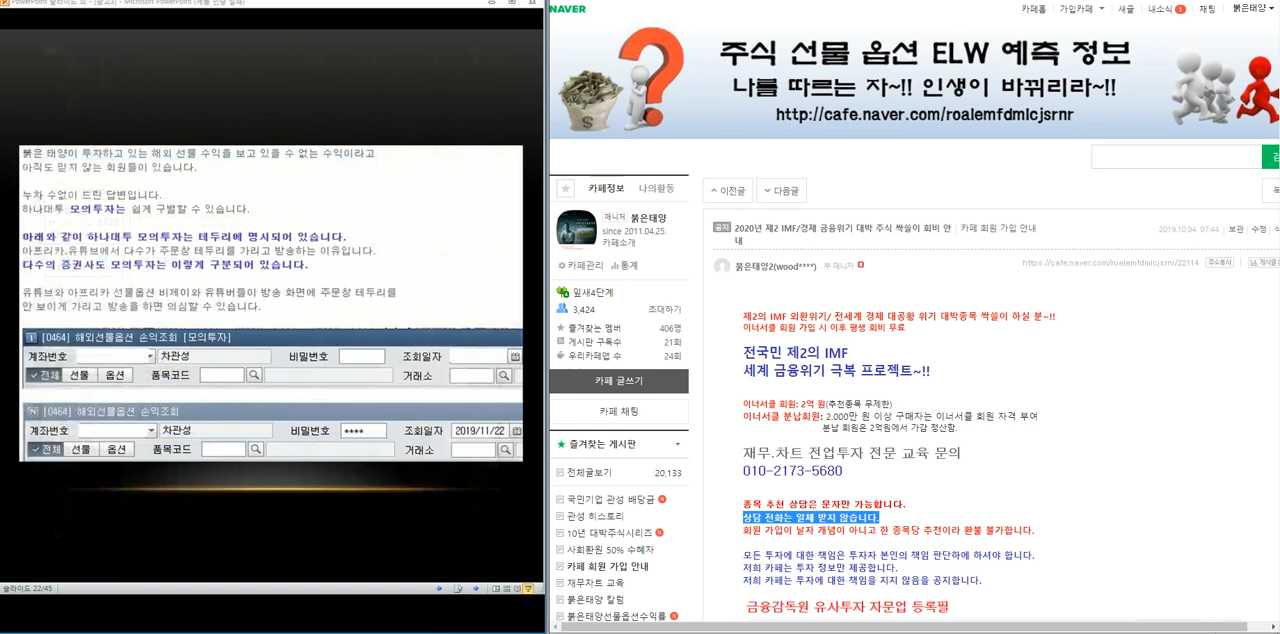 PowerPoint 슬라이드 쇼 - [광고3] - Microsoft PowerPoint (제품 인증 실패)
붉은 태양이 투자하고 있는 해외 선물 수익을 보고 있을 수 없는 수익이라고
아직도 믿지 않는 회원들이 있습니다.
누차 수없이 드린 답변입니다.
하나대투 모의투자는 쉽게 구별할 수 있습니다.
아래와 같이 하나대투 모의투자는 테두리에 명시되어 있습니다.
아프리카.유튜브에서 다수가 주문창 테두리를 가리고 방송하는 이유입니다.
다수의 증권사도 모의투자는 이렇게 구분되어 있습니다.
유튜브와 아프리카 선물옵션 비제이와 유튜버들이 방송 화면에 주문창 테두리를
안 보이게 가리고 방송을 하면 의심할 수 있습니다.
[0464] 해외선물옵션 손익조회 [모의투자]
계좌번호 차관성 비밀번호 조회일자
전체 선물 옵션 품목코드 거래소
[0464] 해외선물옵션 손익조회
계좌번호 차관성 비밀번호 **** 조회일자 2019/11/22
전체 선물 옵션 품목코드 거래소
슬라이드 22/45
NAVER
카페홈 가입카페 새글 내소식 1 채팅 붉은태양
주식 선물 옵션 ELW 예측 정보
나를 따르는 자~!! 인생이 바뀌리라~!!
http://cafe.naver.com/roalemfdmlcjsrnr
카페정보 나의활동
매니저 붉은태양
since 2011.04.25.
카페소개
카페관리 통계
잎새4단계
3,424 초대하기
즐겨찾는 멤버 406명
게시판 구독수 21회
우리카페앱 수 24회
카페 글쓰기
카페 채팅
즐겨찾는 게시판
전체글보기 20,133
국민기업 관성 배당금
관성 히스토리
10년 대박주식시리즈
사회환원 50% 수혜자
카페 회원 가입 안내
재무차트 교육
붉은태양 칼럼
붉은태양선물옵션수익률
이전글 다음글
공지 2020년 제2 IMF/경제 금융위기 대박 주식 싹쓸이 회비 안내 | 카페 회원 가입 안내
2019.10.04. 07:44 보관 수정
붉은태양2(wood****) 부매니저
https://cafe.naver.com/roalemfdmlcjsrnr/22114 주소복사
제2의 IMF 외환위기/ 전세계 경제 대공황 위기 대박종목 싹쓸이 하실 분~!!
이너서클 회원 가입 시 이후 평생 회비 무료
전국민 제2의 IMF
세계 금융위기 극복 프로젝트~!!
이너서클 회원: 2억 원(추천종목 무제한)
이너서클 분납회원: 2.000만 원 이상 구매자는 이너서클 회원 자격 부여
분납 회원은 2억원에서 가감 정산함.
재무.차트 전업투자 전문 교육 문의
010-2173-5680
종목 추천 상담은 문자만 가능합니다.
상담 전화는 일체 받지 않습니다.
회원 가입이 날자 개념이 아니고 한 종목당 추천이라 환불 불가합니다.
모든 투자에 대한 책임은 투자자 본인의 책임 판단하에 하셔야 합니다.
저희 카페는 투자 정보만 제공합니다.
저희 카페는 투자에 대한 책임을 지지 않음을 공지합니다.
금융감독원 유사투자 자문업 등록필